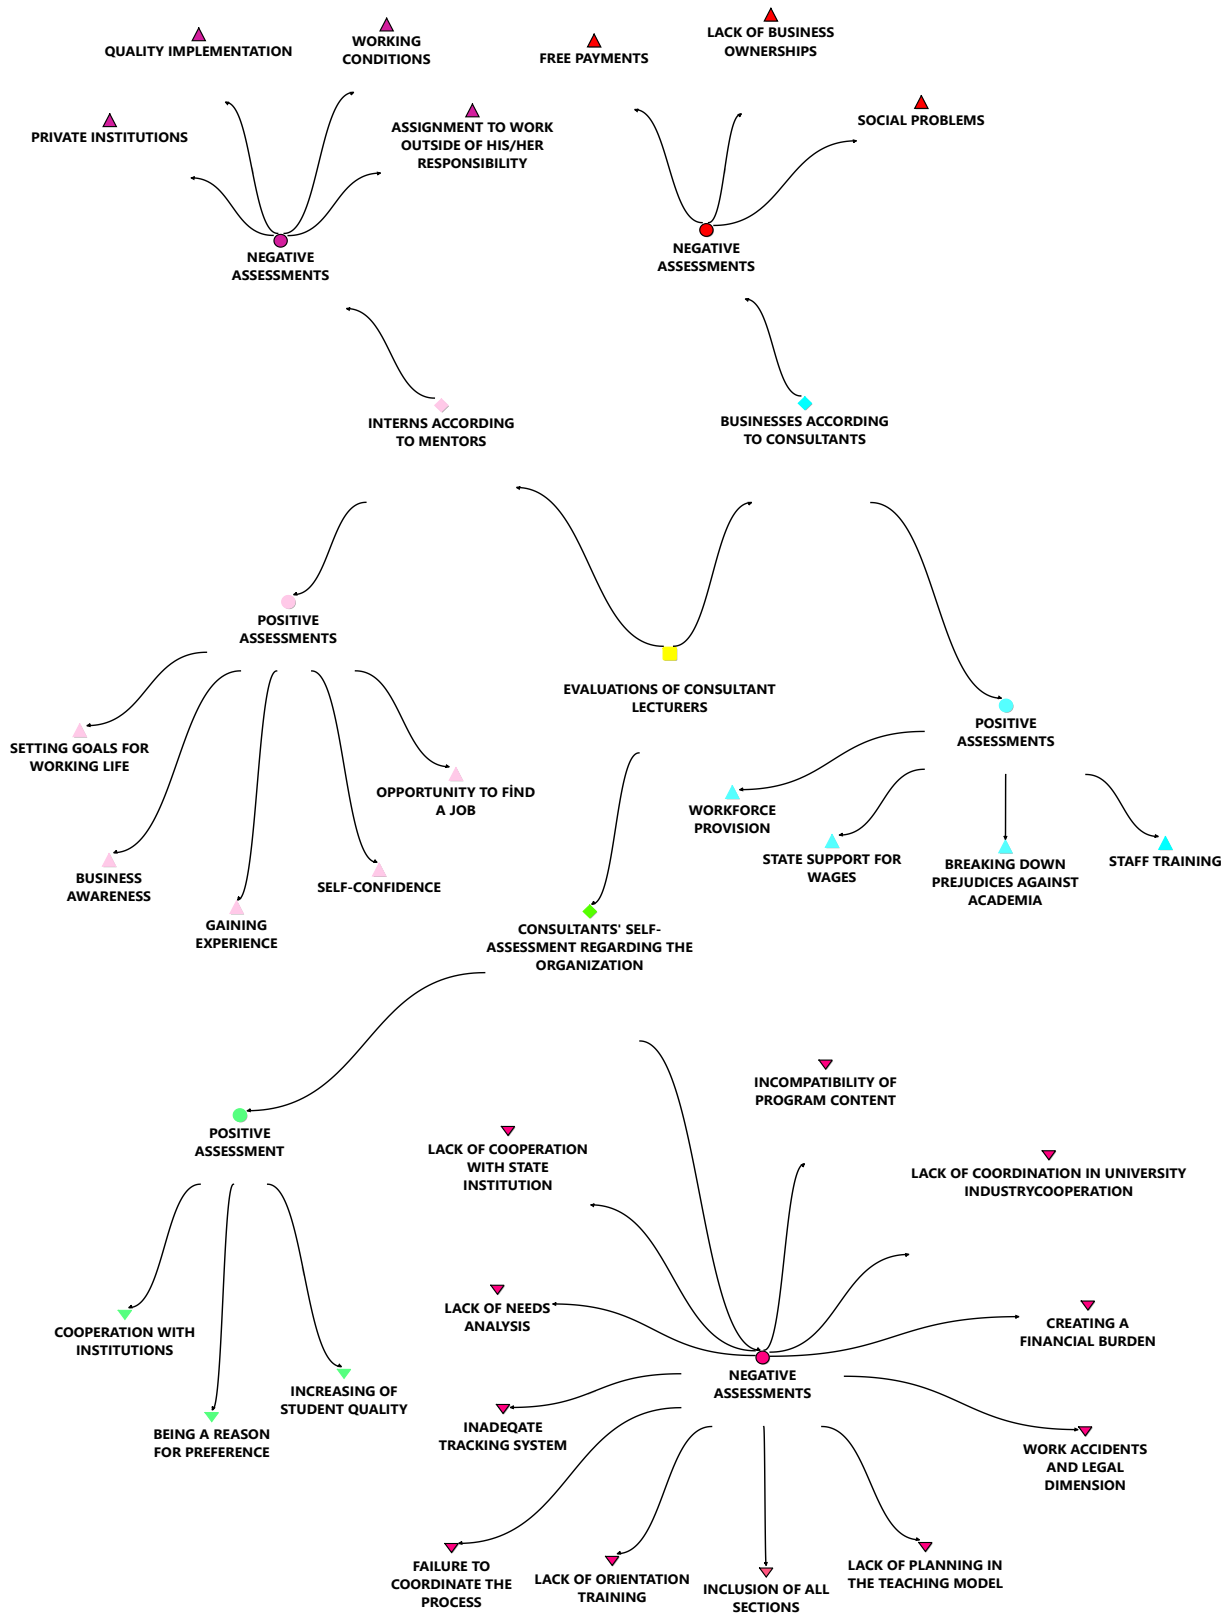 QUALITY IMPLEMENTATION
WORKING
CONDITIONS
FREE PAYMENTS
LACK OF BUSINESS
OWNERSHIPS
PRIVATE INSTITUTIONS
ASSIGNMENT TO WORK
OUTSIDE OF HIS/HER
RESPONSIBILITY
SOCIAL PROBLEMS
NEGATIVE
ASSESSMENTS
NEGATIVE
ASSESSMENTS
INTERNS ACCORDING
TO MENTORS
BUSINESSES ACCORDING
TO CONSULTANTS
POSITIVE
ASSESSMENTS
EVALUATIONS OF CONSULTANT
LECTURERS
POSITIVE
ASSESSMENTS
SETTING GOALS FOR
WORKING LIFE
OPPORTUNITY TO FİND
A JOB
WORKFORCE
PROVISION
STATE SUPPORT FOR
WAGES
BREAKING DOWN
PREJUDICES AGAINST
ACADEMIA
STAFF TRAINING
BUSINESS
AWARENESS
SELF-CONFIDENCE
GAINING
EXPERIENCE
CONSULTANTS' SELF-
ASSESSMENT REGARDING THE
ORGANIZATION
INCOMPATIBILITY OF
PROGRAM CONTENT
POSITIVE
ASSESSMENT
LACK OF COOPERATION
WITH STATE
INSTITUTION
LACK OF COORDINATION IN UNIVERSITY
INDUSTRYCOOPERATION
LACK OF NEEDS
ANALYSIS
CREATING A
FINANCIAL BURDEN
COOPERATION WITH
INSTITUTIONS
INCREASING OF
STUDENT QUALITY
BEING A REASON
FOR PREFERENCE
NEGATIVE
ASSESSMENTS
INADEQATE
TRACKING SYSTEM
WORK ACCIDENTS
AND LEGAL
DIMENSION
FAILURE TO
COORDINATE THE
PROCESS
LACK OF ORIENTATION
TRAINING
INCLUSION OF ALL
SECTIONS
LACK OF PLANNING IN
THE TEACHING MODEL